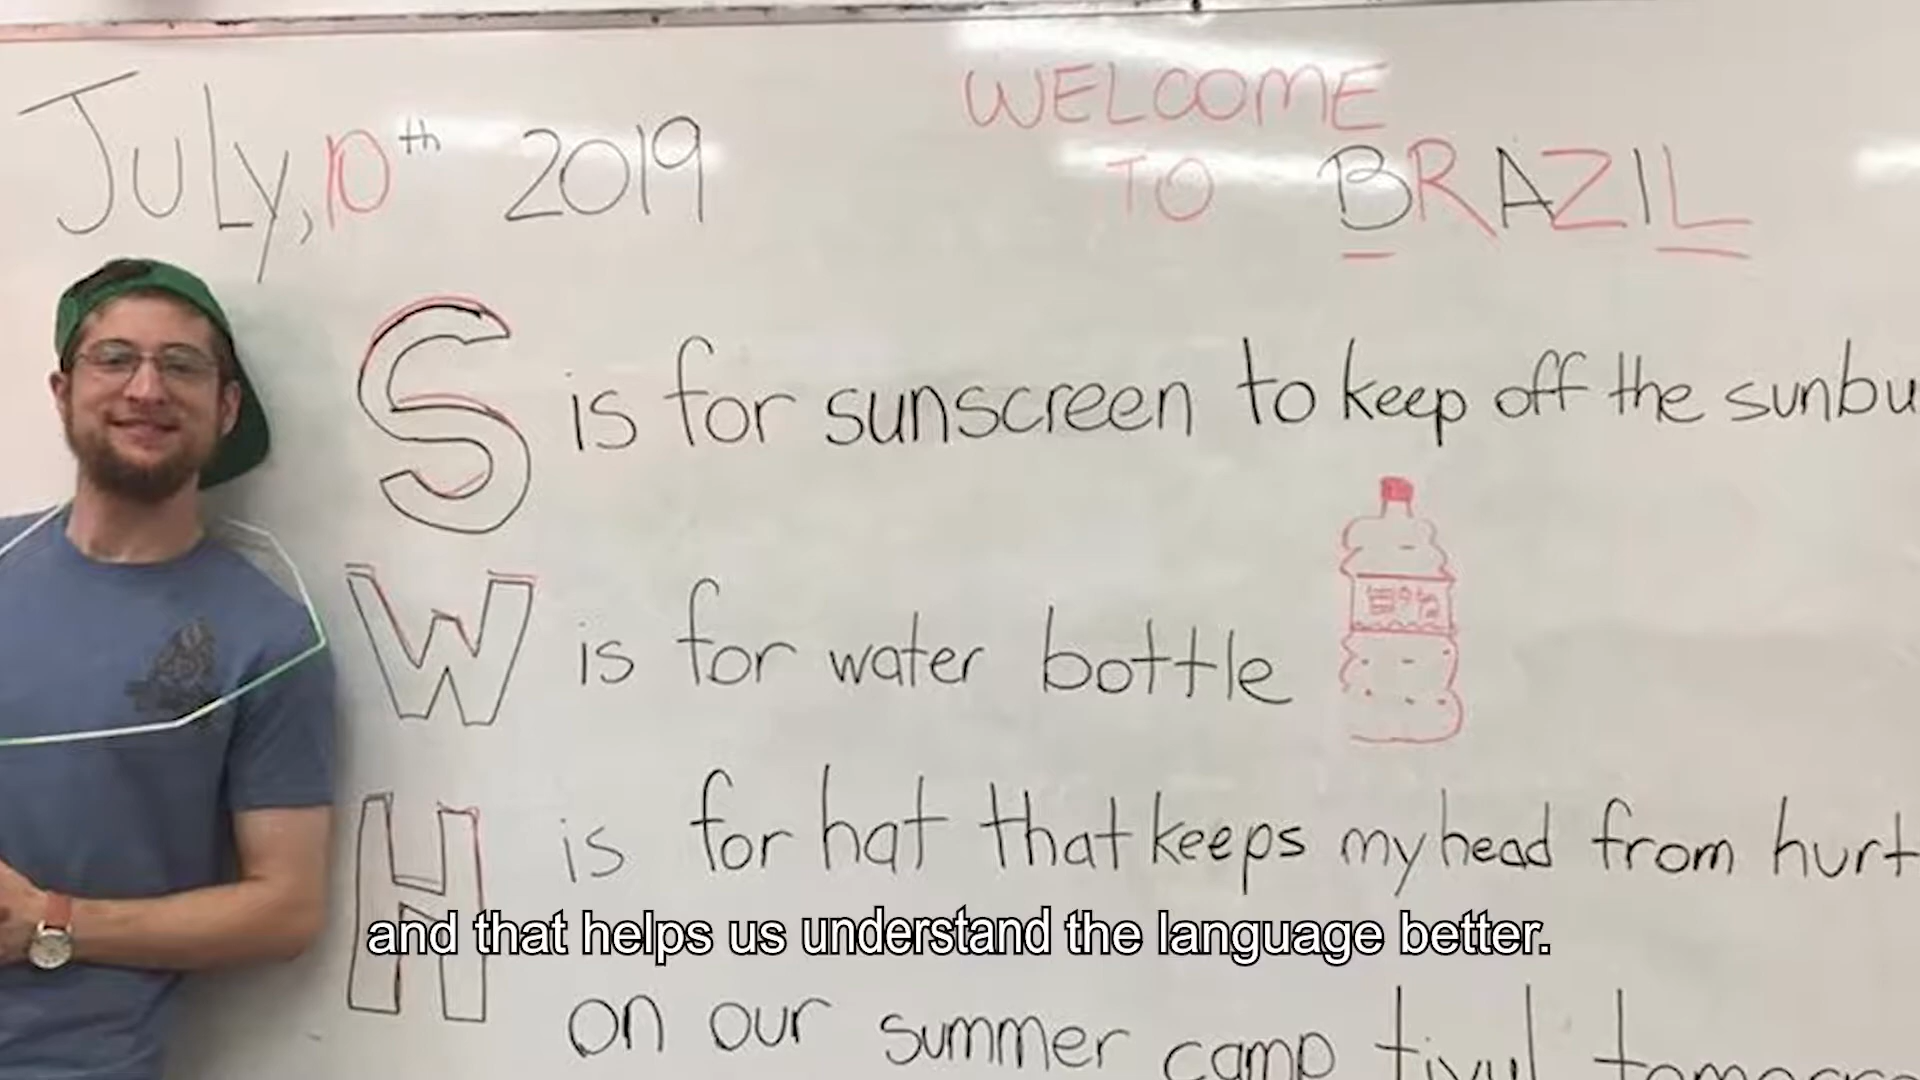 July, 10th 2019
WELCOME
TO BRAZIL
S is for sunscreen to keep off the sunbu
W is for water bottle
H is for hat that keeps my head from hurt
and that helps us understand the language better.
on our summer camp tiyul